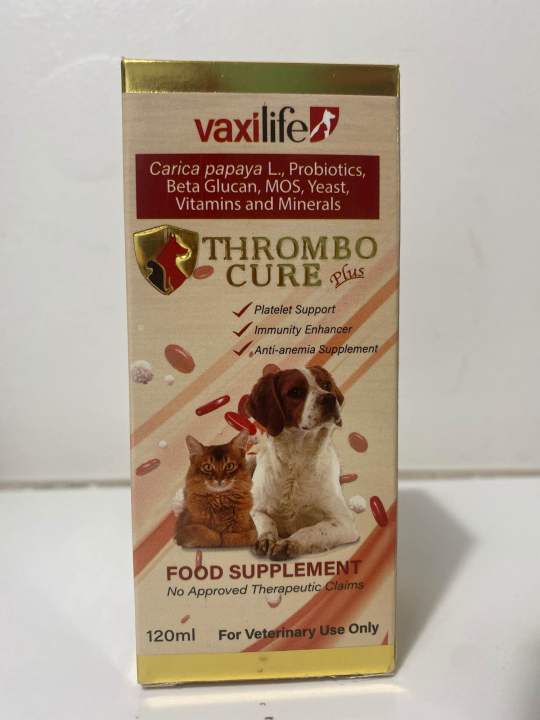 vaxilife
Carica papaya L., Probiotics,
Beta Glucan, MOS, Yeast,
Vitamins and Minerals
THROMBO
CURE Plus
Platelet Support
Immunity Enhancer
Anti-anemia Supplement
FOOD SUPPLEMENT
No Approved Therapeutic Claims
120ml For Veterinary Use Only